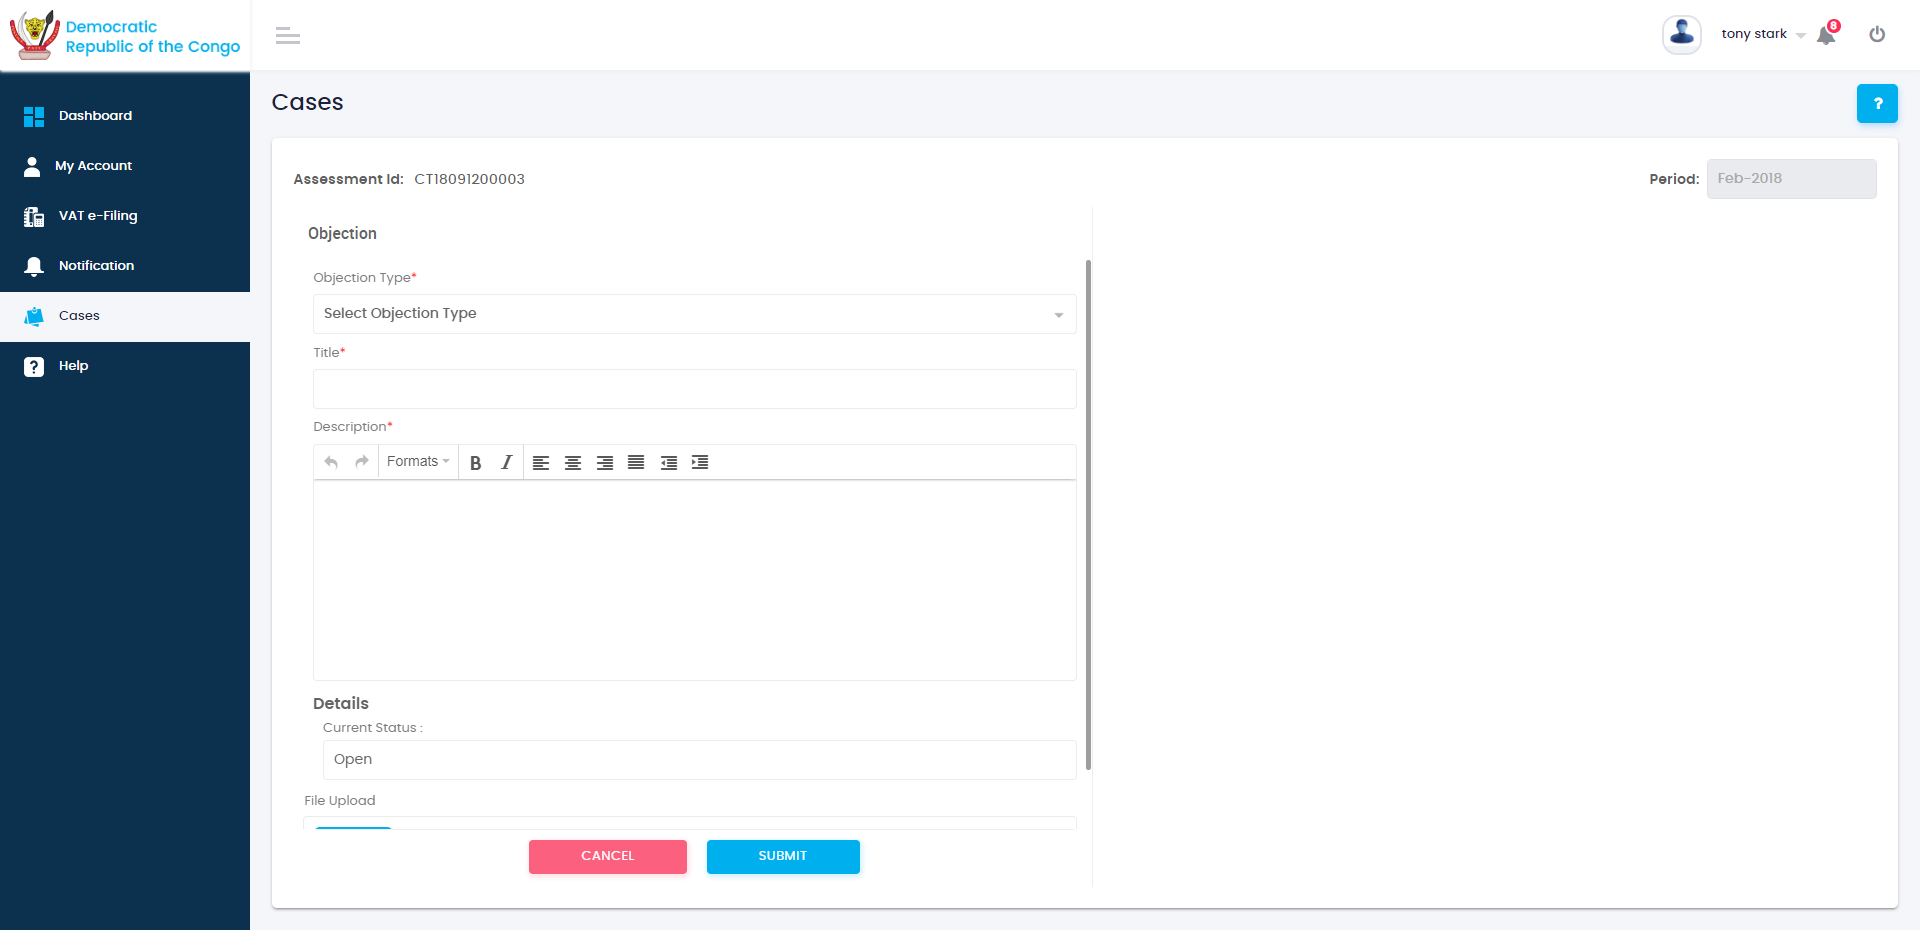 Democratic
Republic of the Congo
tony stark
8
Dashboard
My Account
VAT e-Filing
Notification
Cases
Help
Cases
?
Assessment Id: CT18091200003
Period: Feb-2018
Objection
Objection Type*
Select Objection Type
Title*
Description*
Formats
B I
Details
Current Status :
Open
File Upload
CANCEL
SUBMIT